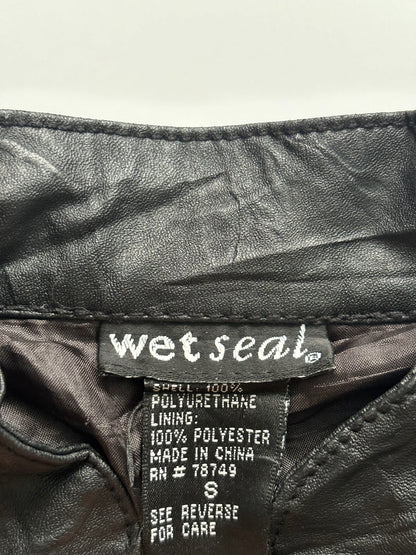 wet seal®
SHELL: 100%
POLYURETHANE
LINING:
100% POLYESTER
MADE IN CHINA
RN # 78749
S
SEE REVERSE
FOR CARE